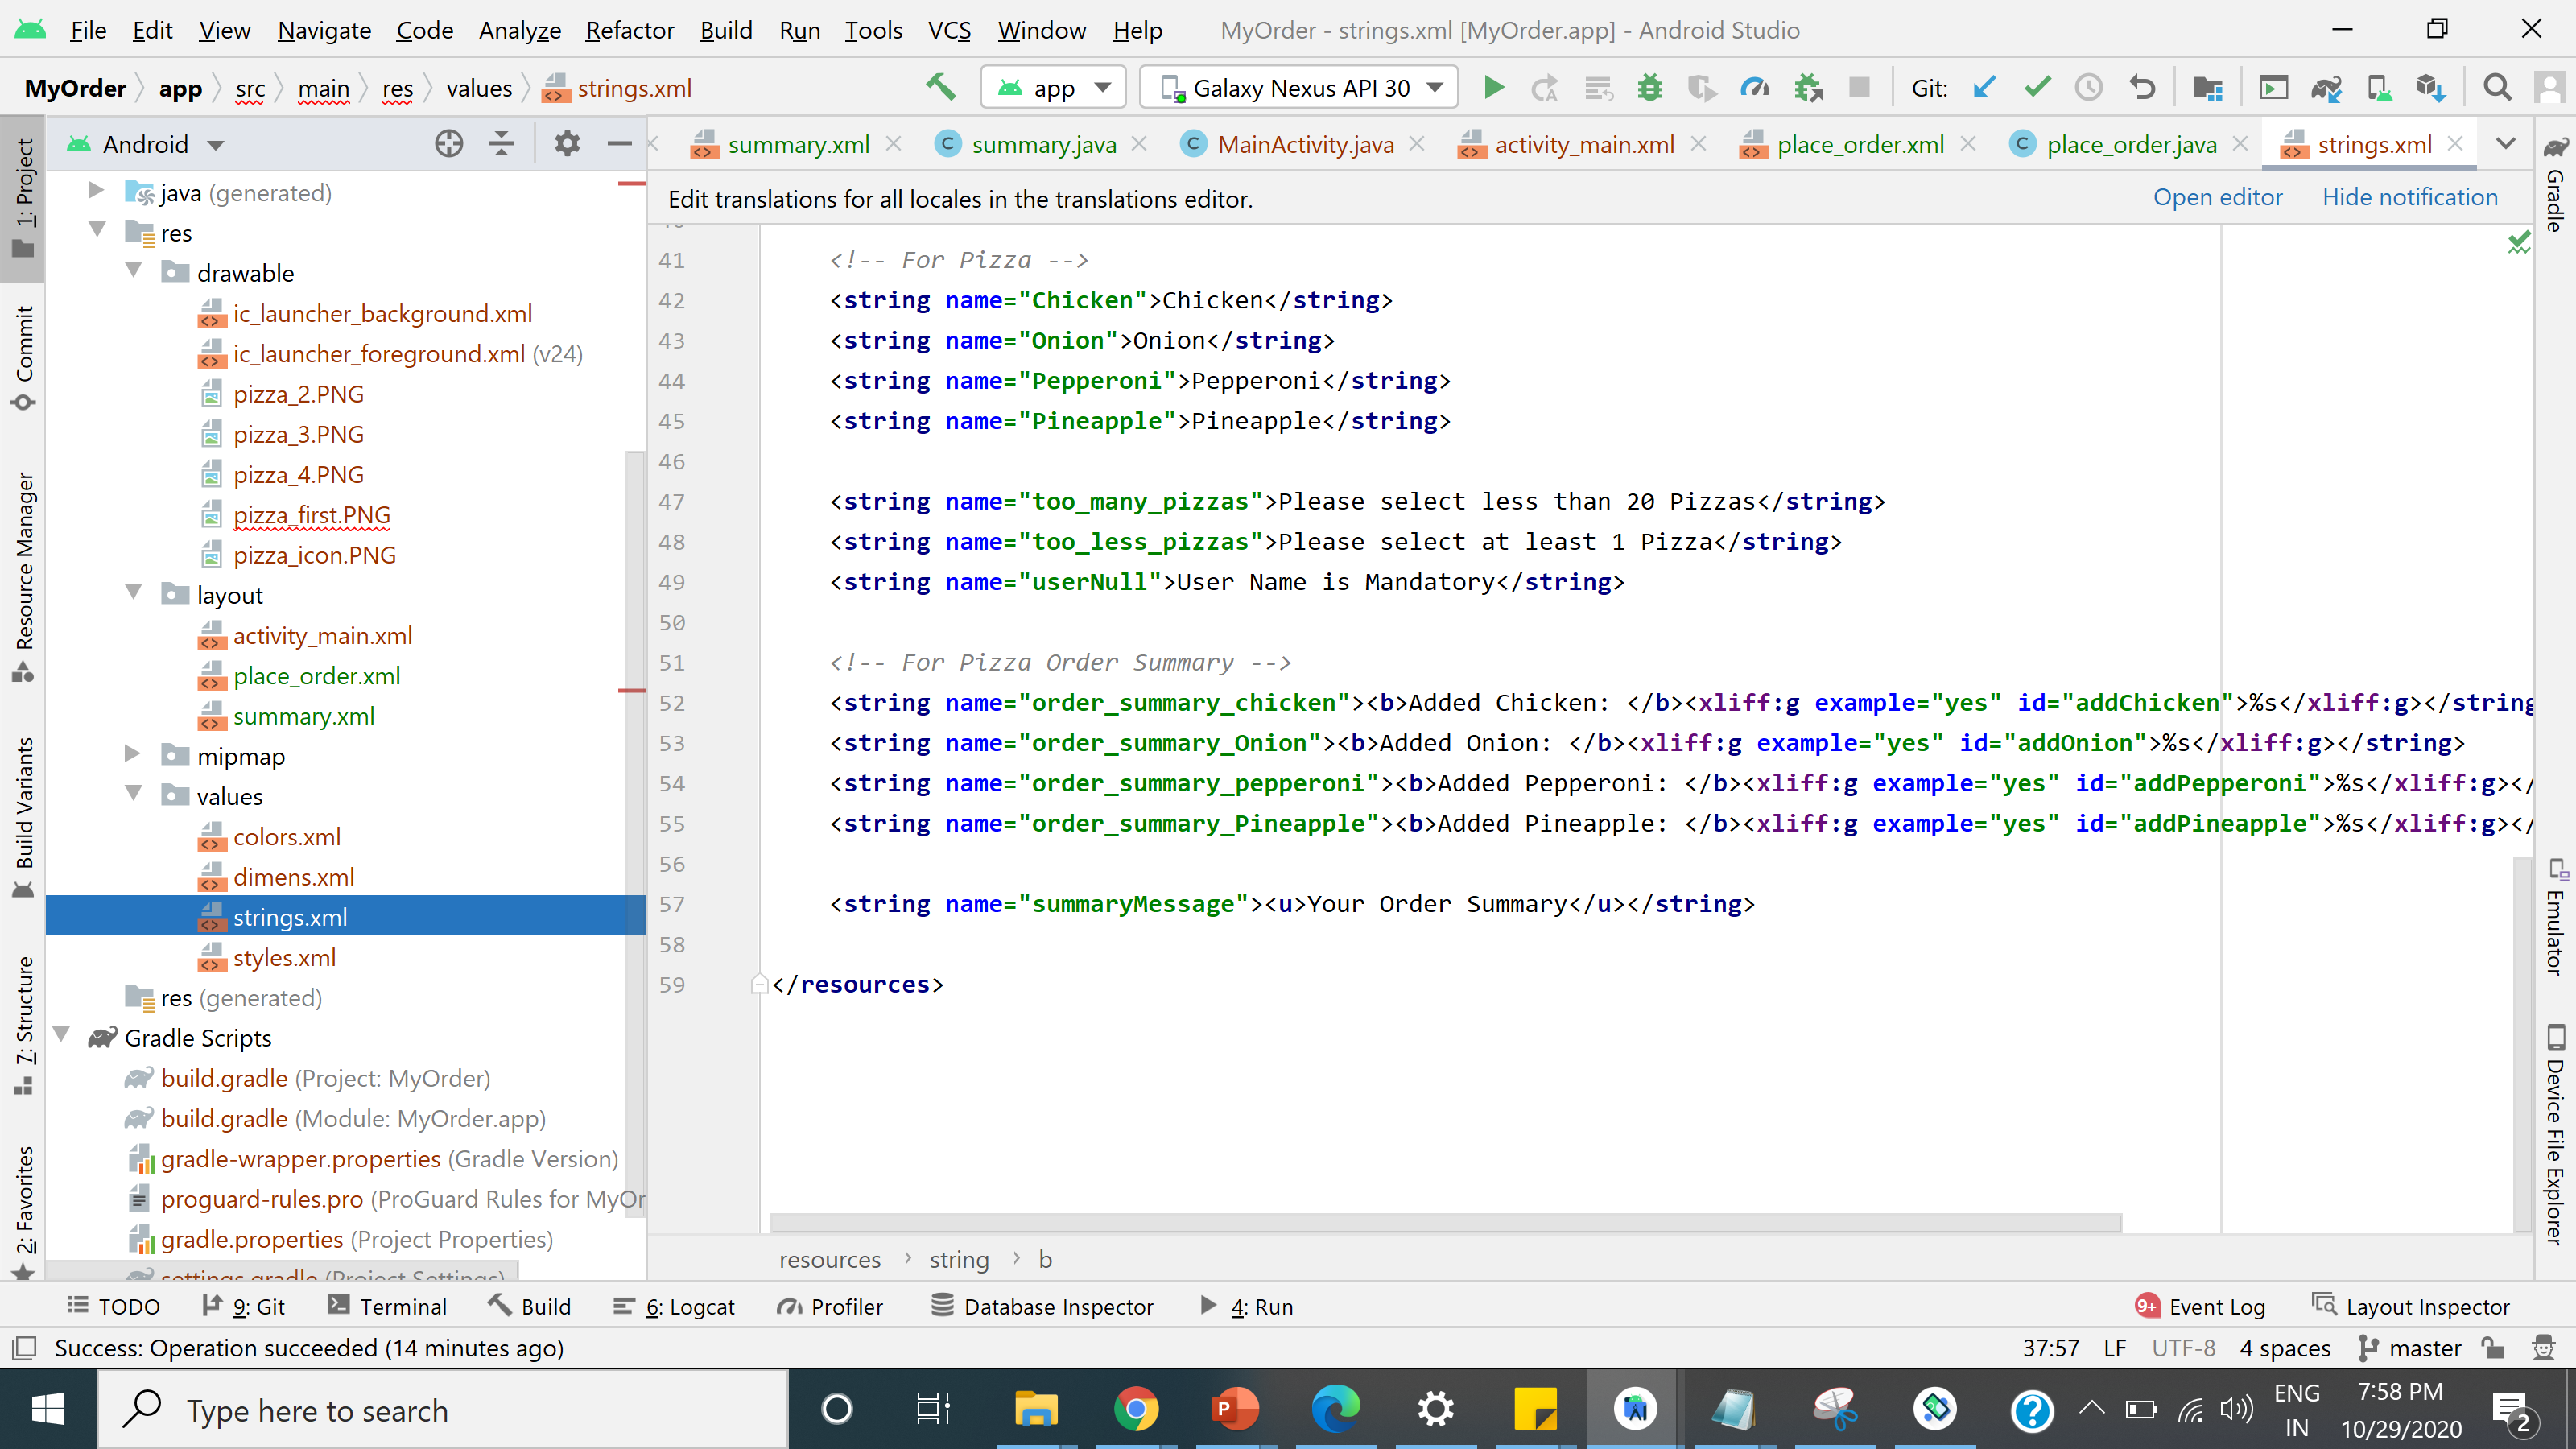 File Edit View Navigate Code Analyze Refactor Build Run Tools VCS Window Help MyOrder - strings.xml [MyOrder.app] - Android Studio
MyOrder app src main res values strings.xml app Galaxy Nexus API 30 Git:
Android
summary.xml summary.java MainActivity.java activity_main.xml place_order.xml place_order.java strings.xml
Edit translations for all locales in the translations editor. Open editor Hide notification
1: Project
Commit
Resource Manager
Build Variants
7: Structure
2: Favorites
java (generated)
res
drawable
ic_launcher_background.xml
ic_launcher_foreground.xml (v24)
pizza_2.PNG
pizza_3.PNG
pizza_4.PNG
pizza_first.PNG
pizza_icon.PNG
layout
activity_main.xml
place_order.xml
summary.xml
mipmap
values
colors.xml
dimens.xml
strings.xml
styles.xml
res (generated)
Gradle Scripts
build.gradle (Project: MyOrder)
build.gradle (Module: MyOrder.app)
gradle-wrapper.properties (Gradle Version)
proguard-rules.pro (ProGuard Rules for MyOr
gradle.properties (Project Properties)
settings.gradle (Project Settings)
41 <!-- For Pizza -->
42 <string name="Chicken">Chicken</string>
43 <string name="Onion">Onion</string>
44 <string name="Pepperoni">Pepperoni</string>
45 <string name="Pineapple">Pineapple</string>
46
47 <string name="too_many_pizzas">Please select less than 20 Pizzas</string>
48 <string name="too_less_pizzas">Please select at least 1 Pizza</string>
49 <string name="userNull">User Name is Mandatory</string>
50
51 <!-- For Pizza Order Summary -->
52 <string name="order_summary_chicken"><b>Added Chicken: </b><xliff:g example="yes" id="addChicken">%s</xliff:g></string
53 <string name="order_summary_Onion"><b>Added Onion: </b><xliff:g example="yes" id="addOnion">%s</xliff:g></string>
54 <string name="order_summary_pepperoni"><b>Added Pepperoni: </b><xliff:g example="yes" id="addPepperoni">%s</xliff:g></
55 <string name="order_summary_Pineapple"><b>Added Pineapple: </b><xliff:g example="yes" id="addPineapple">%s</xliff:g></
56
57 <string name="summaryMessage"><u>Your Order Summary</u></string>
58
59 </resources>
resources string b
Gradle
Emulator
Device File Explorer
TODO 9: Git Terminal Build 6: Logcat Profiler Database Inspector 4: Run 9+ Event Log Layout Inspector
Success: Operation succeeded (14 minutes ago) 37:57 LF UTF-8 4 spaces master
Type here to search
ENG
IN
7:58 PM
10/29/2020
2